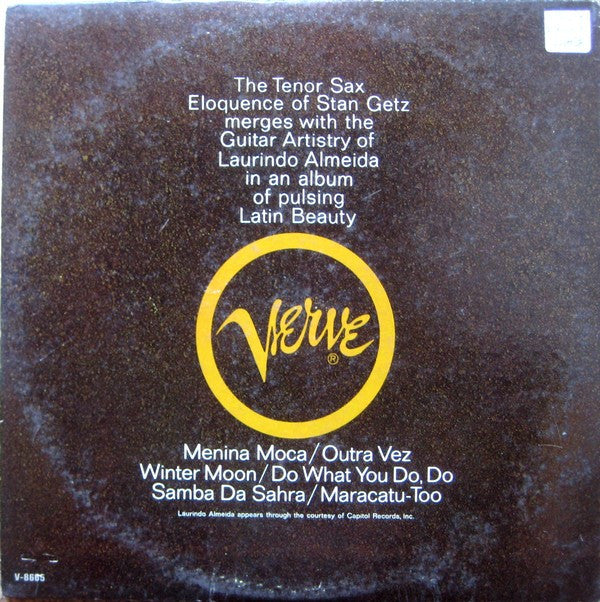 The Tenor Sax
Eloquence of Stan Getz
merges with the
Guitar Artistry of
Laurindo Almeida
in an album
of pulsing
Latin Beauty
Verve®
Menina Moca/Outra Vez
Winter Moon/Do What You Do, Do
Samba Da Sahra/Maracatu-Too
Laurindo Almeida appears through the courtesy of Capitol Records, Inc.
V-8665